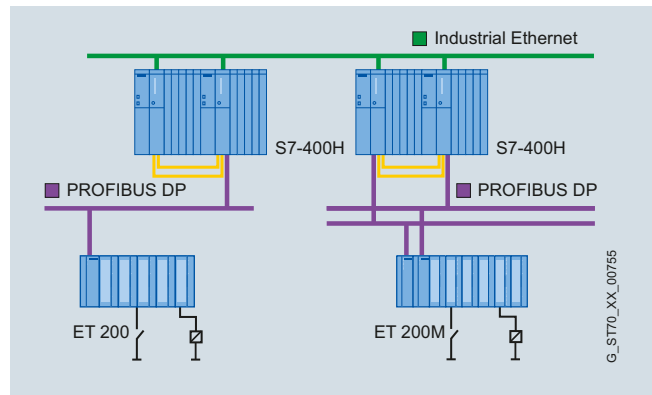 Industrial Ethernet
S7-400H
S7-400H
PROFIBUS DP
PROFIBUS DP
ET 200
ET 200M
G_ST70_XX_00755